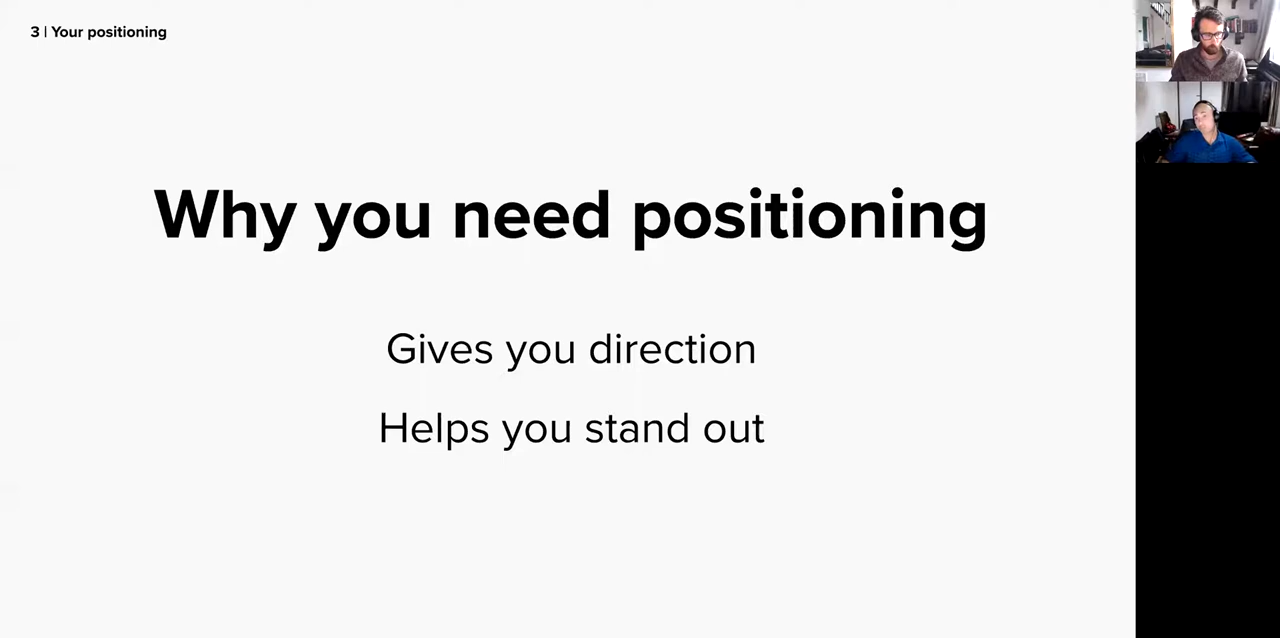 3 | Your positioning
Why you need positioning
Gives you direction
Helps you stand out